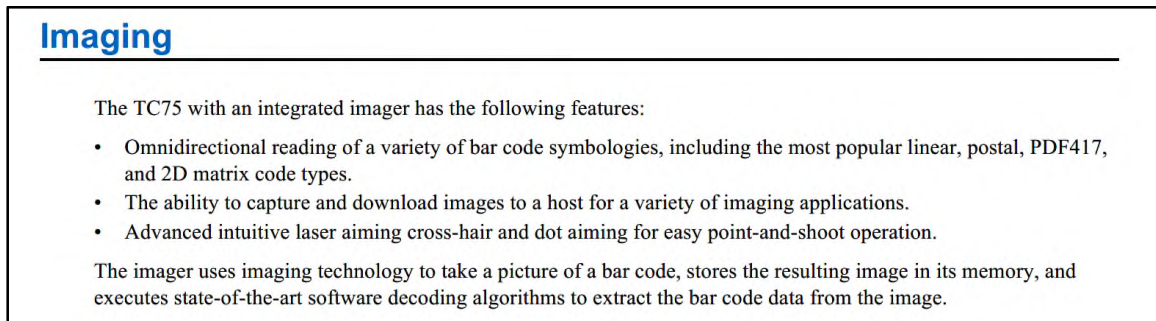 Imaging
The TC75 with an integrated imager has the following features:
• Omnidirectional reading of a variety of bar code symbologies, including the most popular linear, postal, PDF417,
and 2D matrix code types.
• The ability to capture and download images to a host for a variety of imaging applications.
• Advanced intuitive laser aiming cross-hair and dot aiming for easy point-and-shoot operation.
The imager uses imaging technology to take a picture of a bar code, stores the resulting image in its memory, and
executes state-of-the-art software decoding algorithms to extract the bar code data from the image.